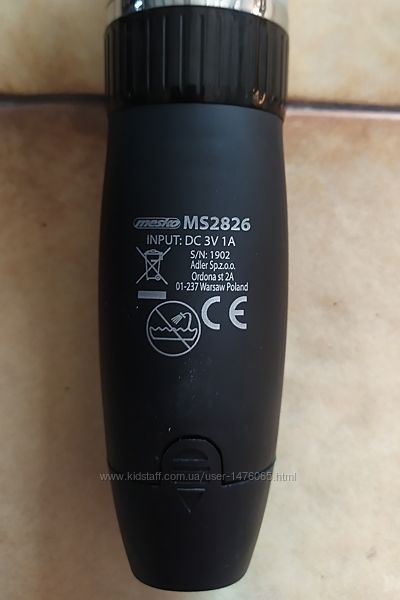 mesko MS2826
INPUT: DC 3V 1A
S/N: 1902
Adler Sp.z.o.o.
Ordona st 2A
01-237 Warsaw Poland
CE
www.kidstaff.com.ua/user-1476065.html